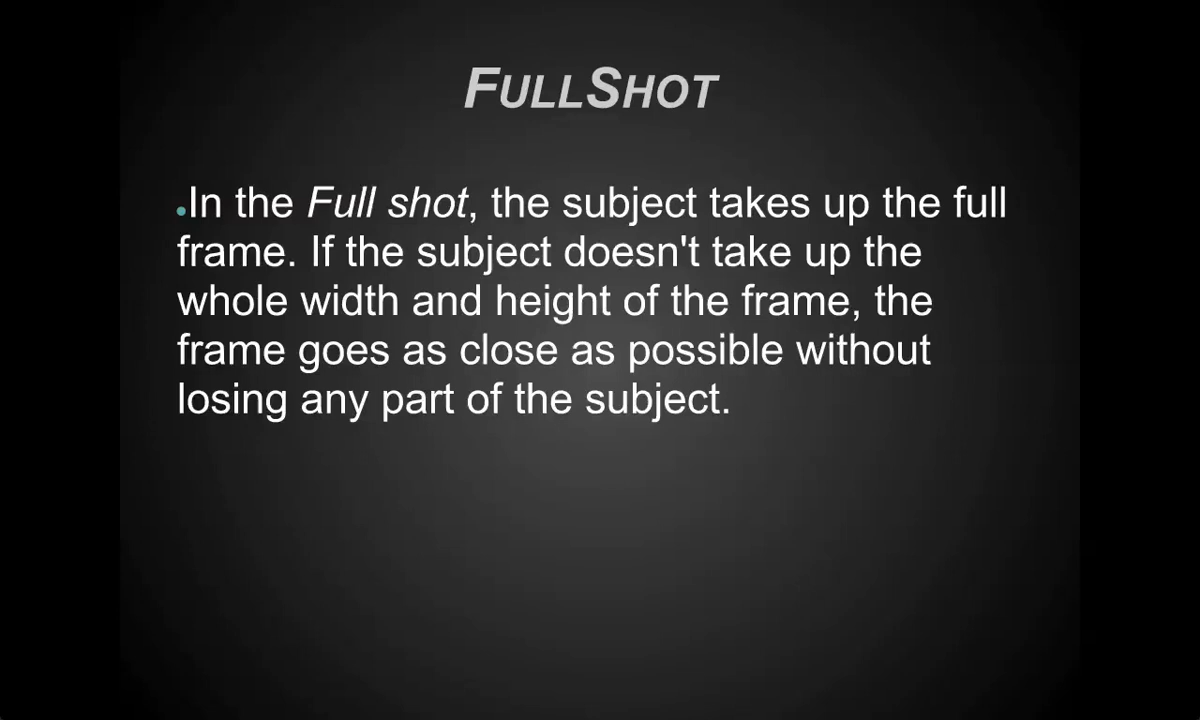 FULLSHOT
•In the Full shot, the subject takes up the full
frame. If the subject doesn't take up the
whole width and height of the frame, the
frame goes as close as possible without
losing any part of the subject.